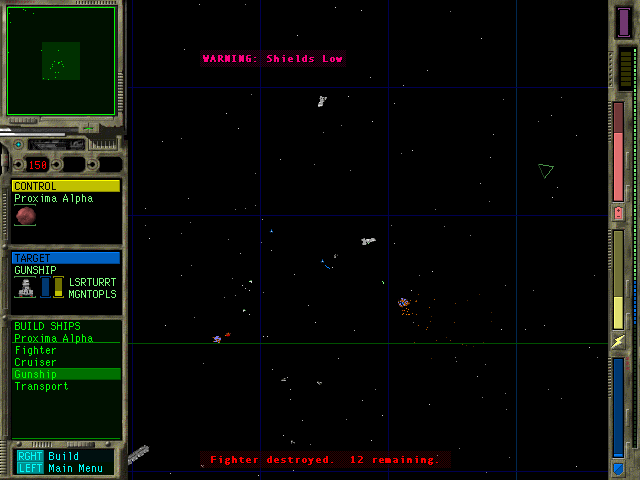 WARNING: Shields Low
150
CONTROL
Proxima Alpha
TARGET
GUNSHIP
LSRTURRT
MGNTOPLS
BUILD SHIPS
Proxima Alpha
Fighter
Cruiser
Gunship
Transport
RGHT Build
LEFT Main Menu
Fighter destroyed. 12 remaining.